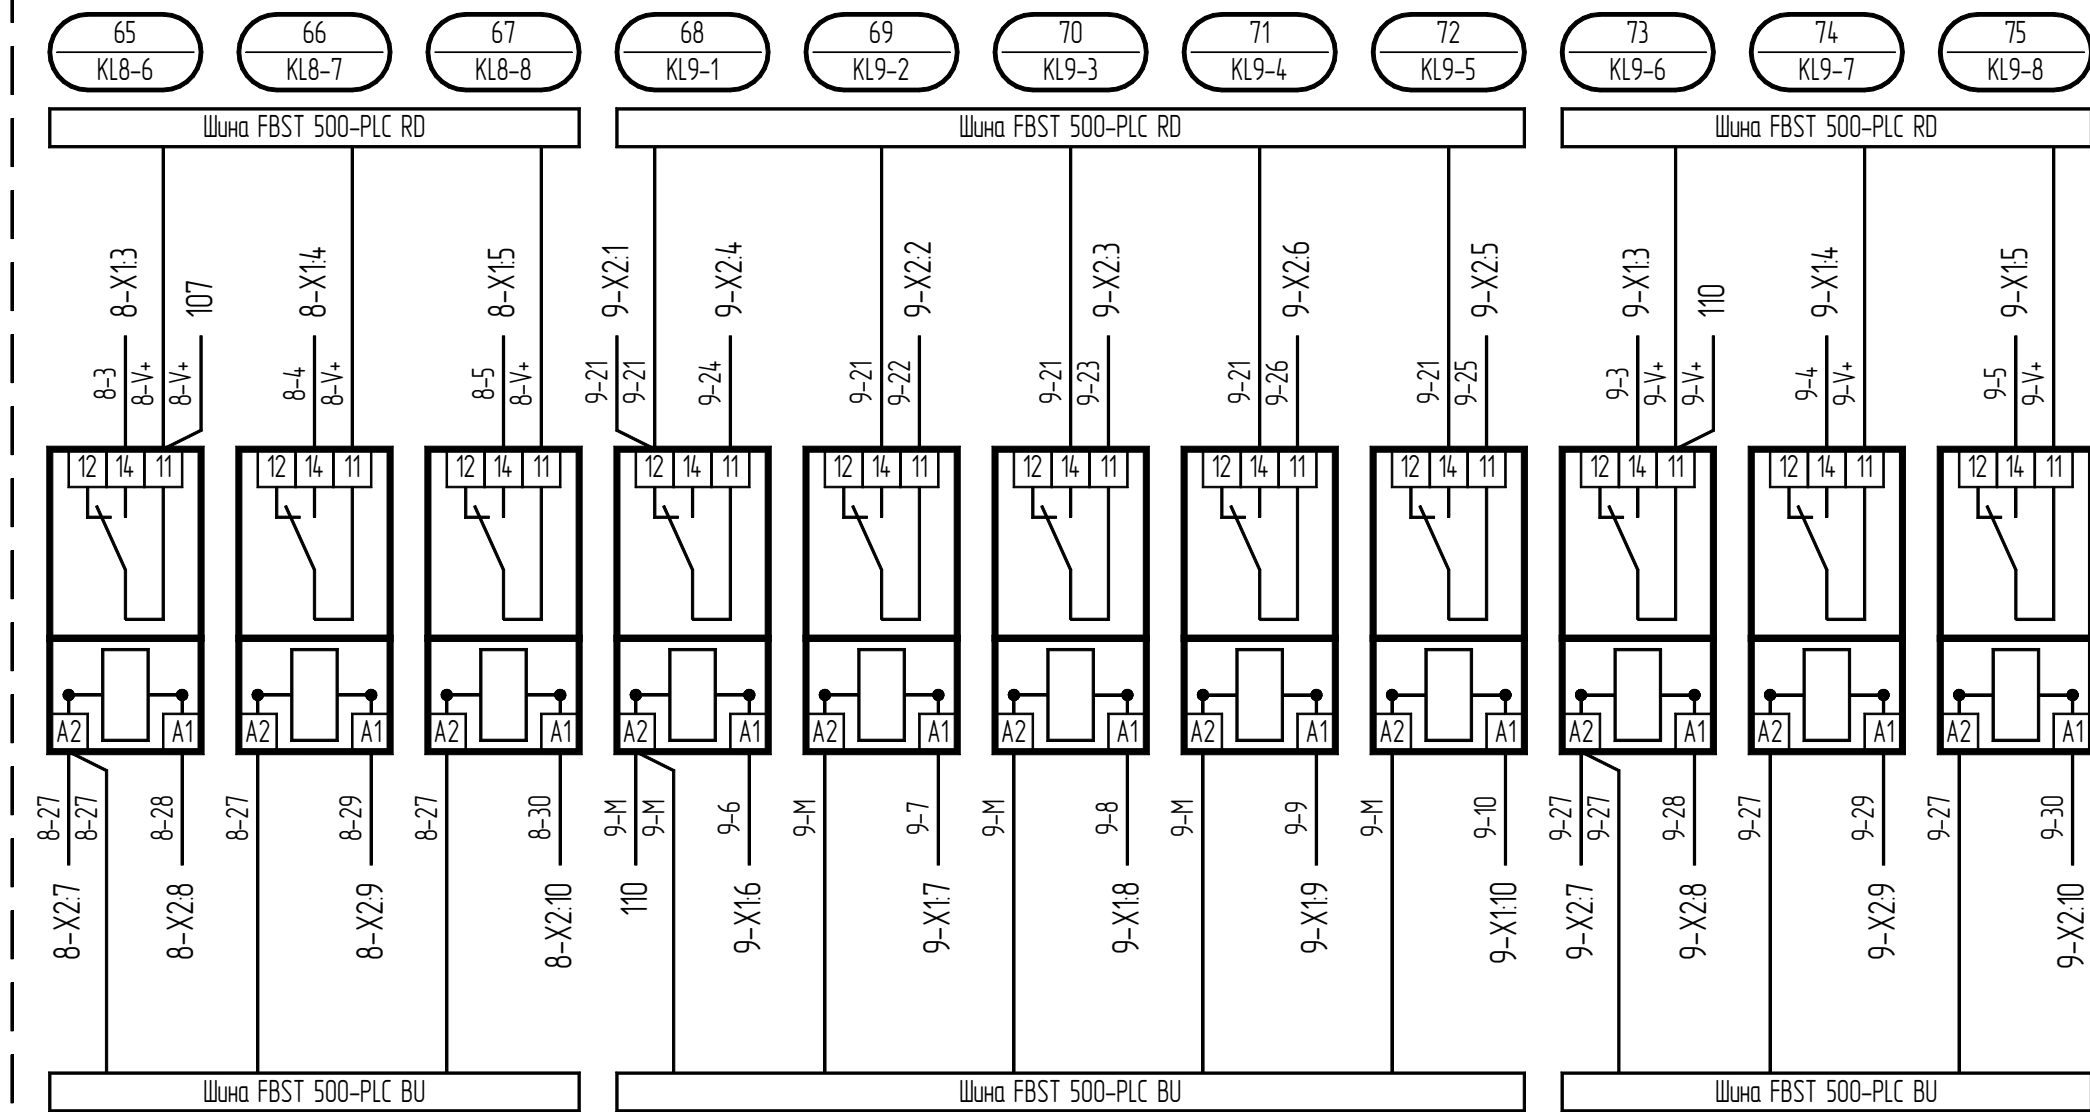 65 66 67 68 69 70 71 72 73 74 75
KL8-6 KL8-7 KL8-8 KL9-1 KL9-2 KL9-3 KL9-4 KL9-5 KL9-6 KL9-7 KL9-8
Шина FBST 500-PLC RD Шина FBST 500-PLC RD Шина FBST 500-PLC RD
8-X1:3 107 8-X1:4 8-X1:5 9-X2:1 9-X2:4 9-X2:2 9-X2:3 9-X2:6 9-X2:5 9-X1:3 110 9-X1:4 9-X1:5
8-3 8-V+ 8-V+ 8-4 8-V+ 8-5 8-V+ 9-21 9-21 9-24 9-21 9-22 9-21 9-23 9-21 9-26 9-21 9-25 9-3 9-V+ 9-V+ 9-4 9-V+ 9-5 9-V+
12 14 11 12 14 11 12 14 11 12 14 11 12 14 11 12 14 11 12 14 11 12 14 11 12 14 11 12 14 11 12 14 11
A2 A1 A2 A1 A2 A1 A2 A1 A2 A1 A2 A1 A2 A1 A2 A1 A2 A1 A2 A1 A2 A1
8-27 8-27 8-28 8-27 8-29 8-27 8-30 9-M 9-M 9-6 9-M 9-7 9-M 9-8 9-M 9-9 9-M 9-10 9-27 9-27 9-28 9-27 9-29 9-27 9-30
8-X2:7 8-X2:8 8-X2:9 8-X2:10 110 9-X1:6 9-X1:7 9-X1:8 9-X1:9 9-X1:10 9-X2:7 9-X2:8 9-X2:9 9-X2:10
Шина FBST 500-PLC BU Шина FBST 500-PLC BU Шина FBST 500-PLC BU